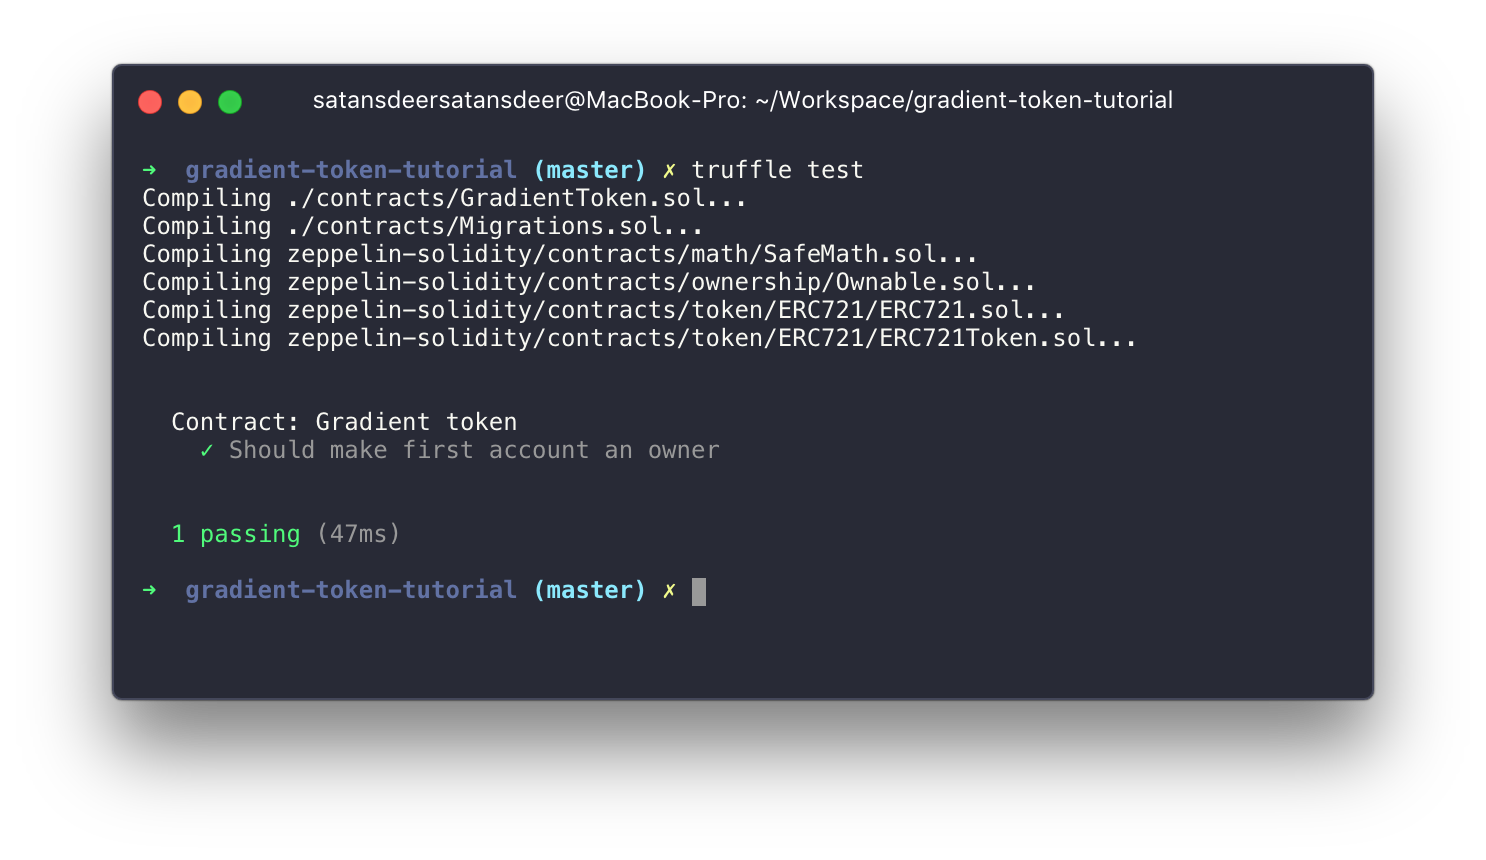 satansdeersatansdeer@MacBook-Pro: ~/Workspace/gradient-token-tutorial
➜  gradient-token-tutorial (master) ✗ truffle test
Compiling ./contracts/GradientToken.sol...
Compiling ./contracts/Migrations.sol...
Compiling zeppelin-solidity/contracts/math/SafeMath.sol...
Compiling zeppelin-solidity/contracts/ownership/Ownable.sol...
Compiling zeppelin-solidity/contracts/token/ERC721/ERC721.sol...
Compiling zeppelin-solidity/contracts/token/ERC721/ERC721Token.sol...
Contract: Gradient token
✓ Should make first account an owner
1 passing (47ms)
➜  gradient-token-tutorial (master) ✗